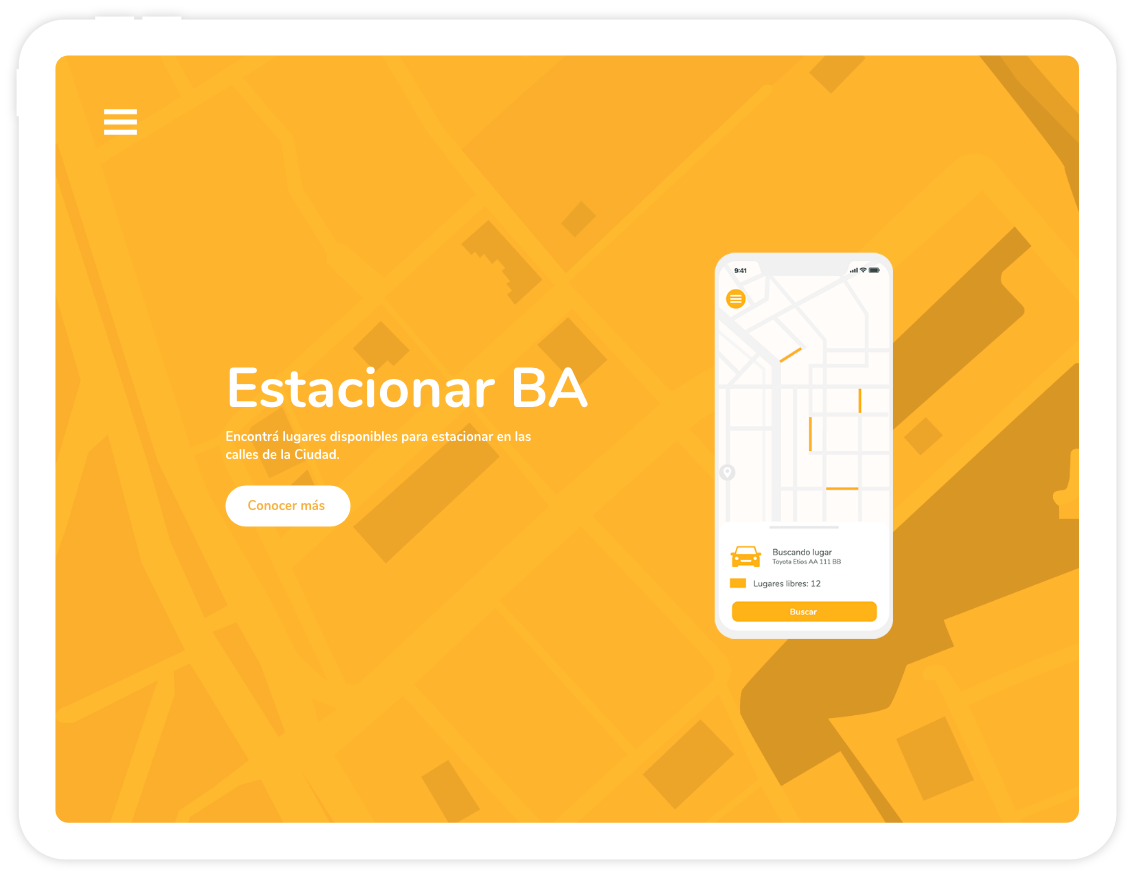 Estacionar BA
Encontrá lugares disponibles para estacionar en las
calles de la Ciudad.
Conocer más
9:41
Buscando lugar
Toyota Etios AA 111 BB
Lugares libres: 12
Buscar